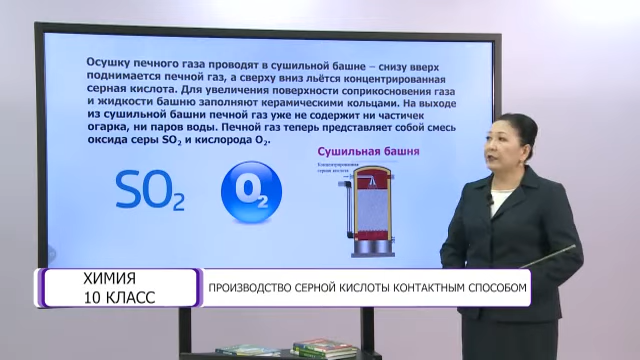 Осушку печного газа проводят в сушильной башне – снизу вверх
поднимается печной газ, а сверху вниз льётся концентрированная
серная кислота. Для увеличения поверхности соприкосновения газа
и жидкости башню заполняют керамическими кольцами. На выходе
из сушильной башни печной газ уже не содержит ни частичек
огарка, ни паров воды. Печной газ теперь представляет собой смесь
оксида серы SO2 и кислорода O2.
Сушильная башня
Концентрированная
серная кислота
SO2
O2
ХИМИЯ
10 КЛАСС
ПРОИЗВОДСТВО СЕРНОЙ КИСЛОТЫ КОНТАКТНЫМ СПОСОБОМ